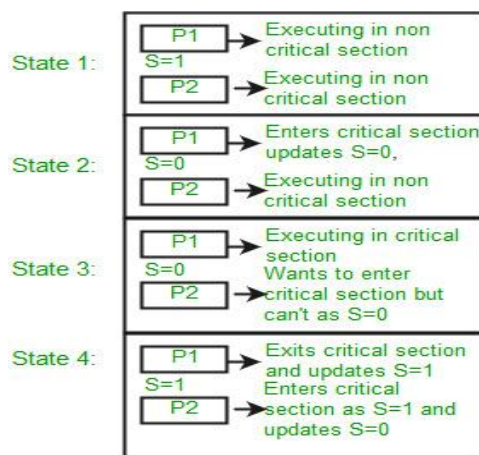 P1
Executing in non
critical section
State 1:
S=1
P2
Executing in non
critical section
P1
Enters critical section
updates S=0,
State 2:
S=0
P2
Executing in non
critical section
P1
Executing in critical
section
State 3:
S=0
P2
Wants to enter
critical section but
can't as S=0
State 4:
P1
Exits critical section
and updates S=1
S=1
P2
Enters critical
section as S=1 and
updates S=0